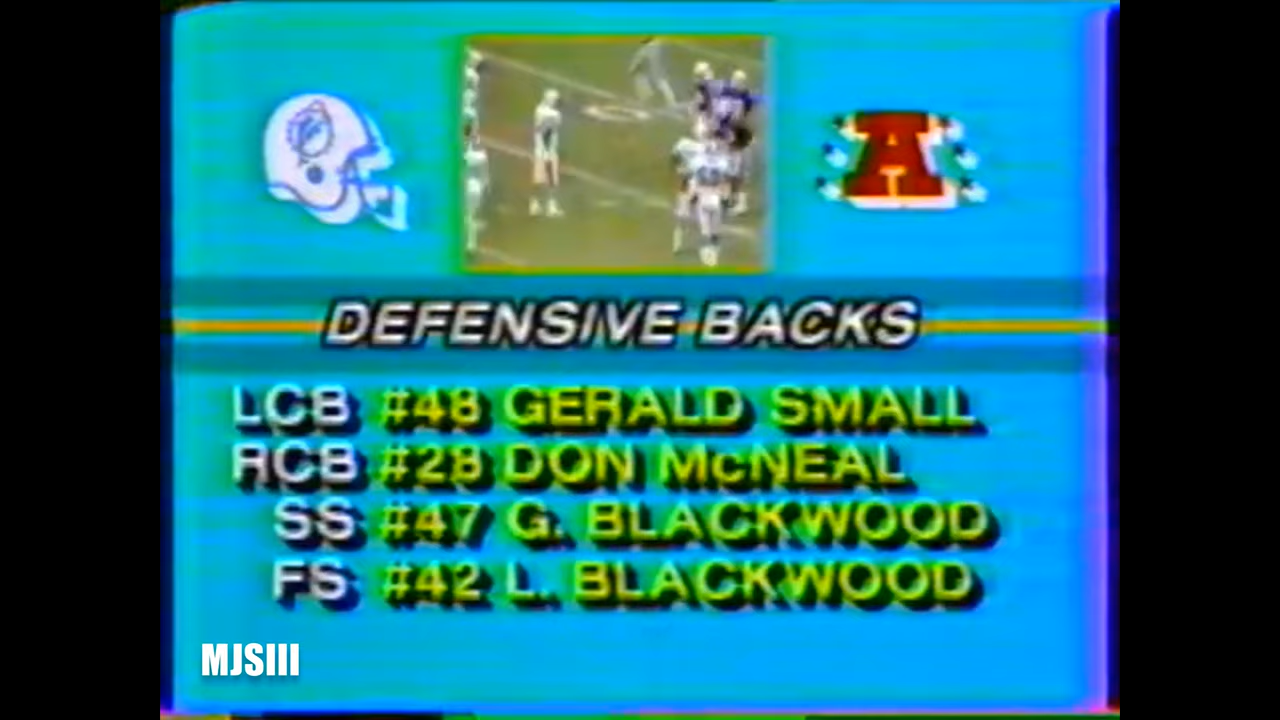 A
DEFENSIVE BACKS
LCB #48 GERALD SMALL
RCB #28 DON McNEAL
SS #47 G. BLACKWOOD
FS #42 L. BLACKWOOD
MJSIII